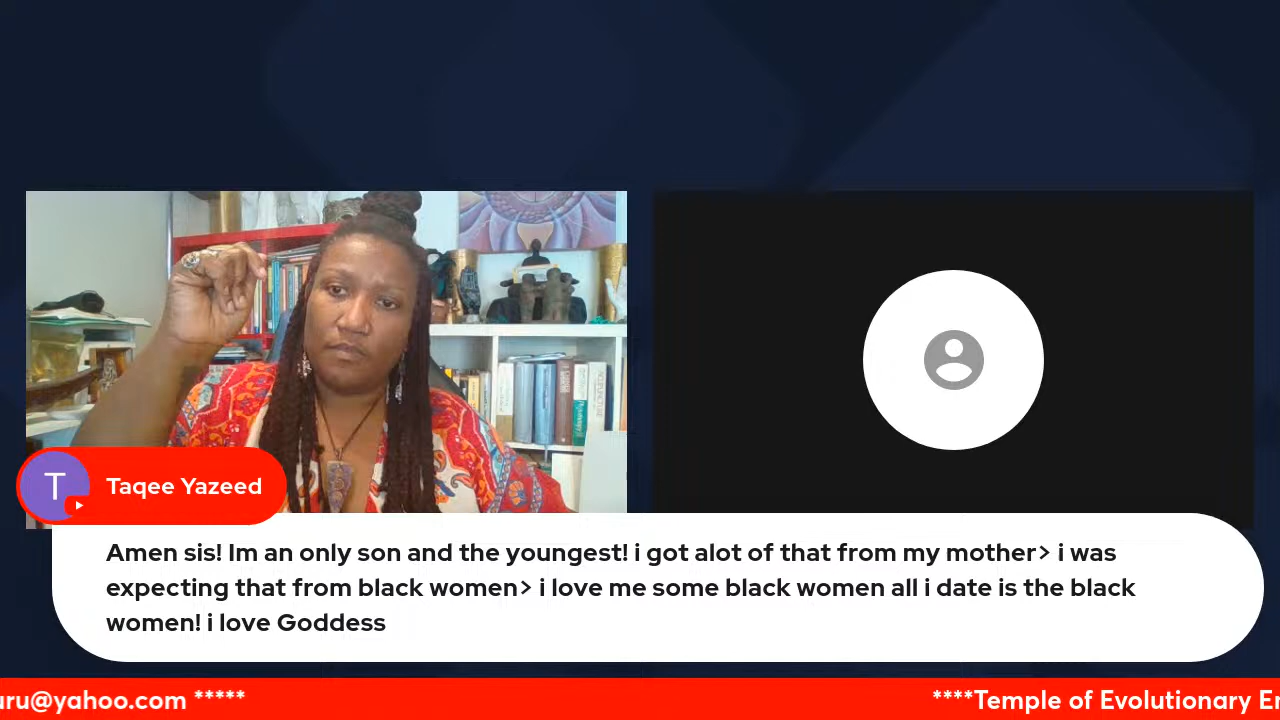 T
Taqee Yazeed
Amen sis! Im an only son and the youngest! i got alot of that from my mother> i was
expecting that from black women> i love me some black women all i date is the black
women! i love Goddess
uru@yahoo.com ***** ****Temple of Evolutionary Er